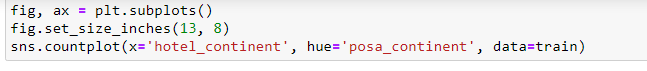 fig, ax = plt.subplots()
fig.set_size_inches(13, 8)
sns.countplot(x='hotel_continent', hue='posa_continent', data=train)